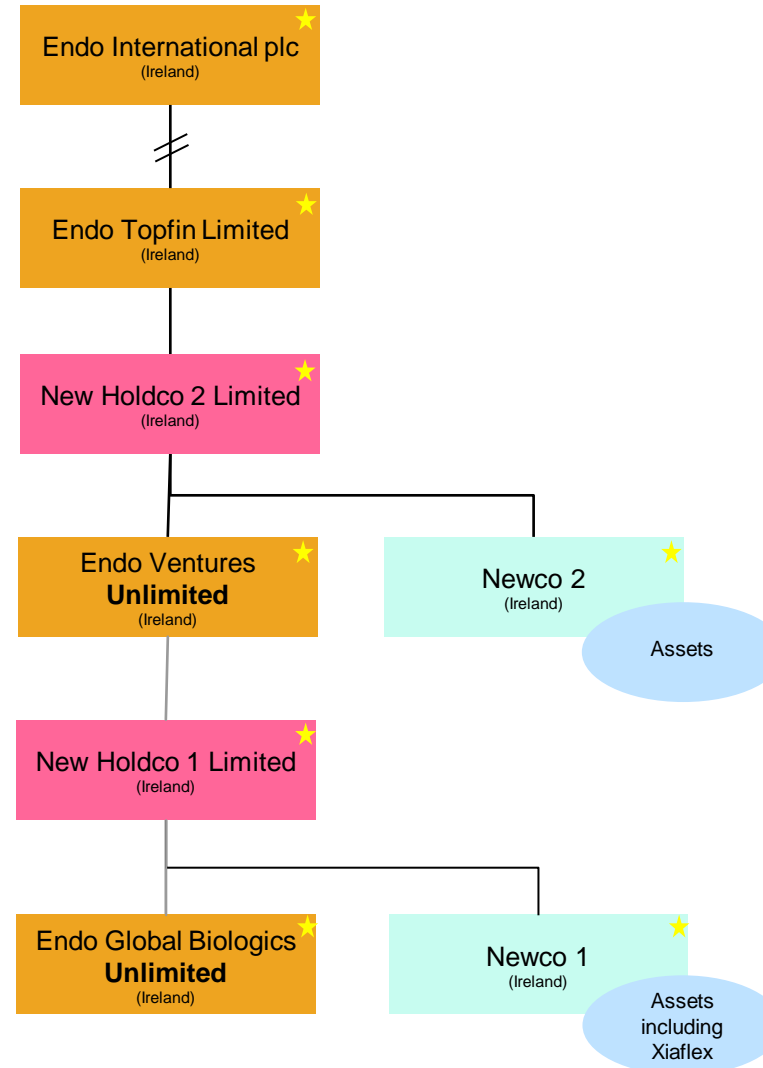 Endo International plc
(Ireland)
Endo Topfin Limited
(Ireland)
New Holdco 2 Limited
(Ireland)
Endo Ventures
Unlimited
(Ireland)
Newco 2
(Ireland)
Assets
New Holdco 1 Limited
(Ireland)
Endo Global Biologics
Unlimited
(Ireland)
Newco 1
(Ireland)
Assets
including
Xiaflex